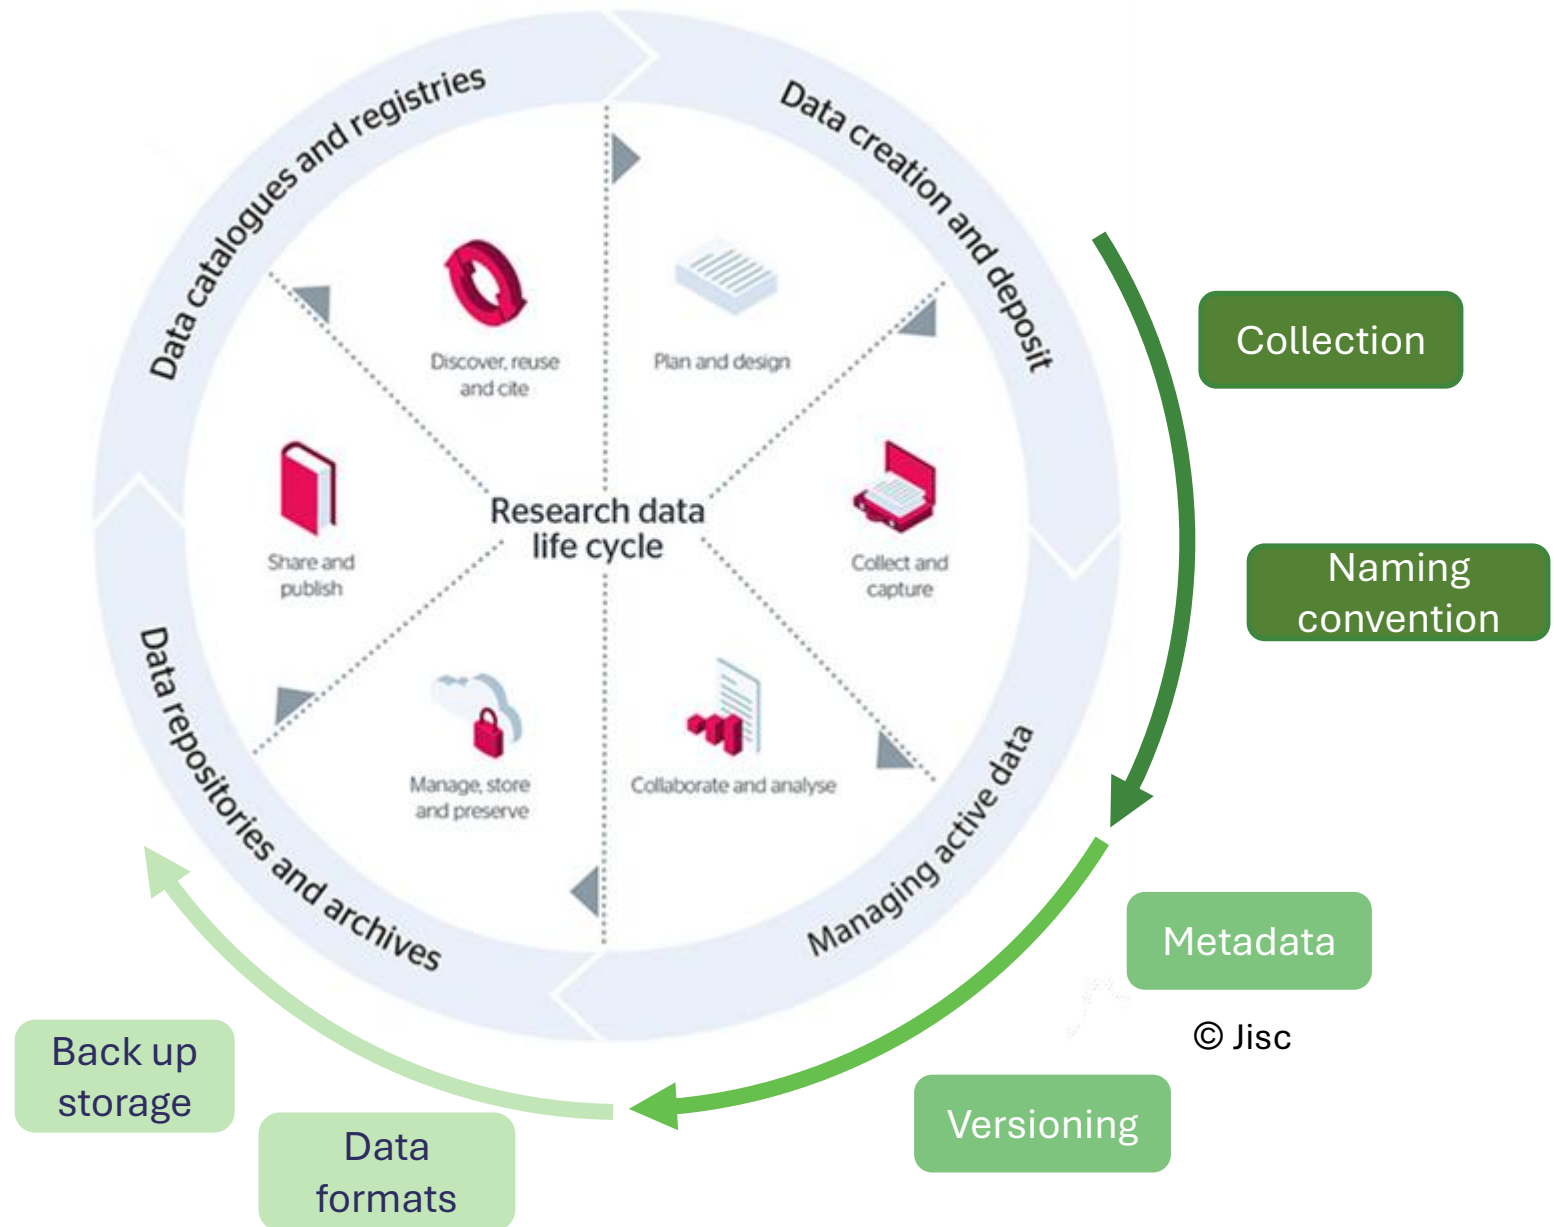 Data catalogues and registries
Data creation and deposit
Collection
Discover, reuse
and cite
Plan and design
Research data
life cycle
Share and
publish
Collect and
capture
Naming
convention
Manage, store
and preserve
Collaborate and analyse
Data repositories and archives
Managing active data
Metadata
© Jisc
Back up
storage
Versioning
Data
formats